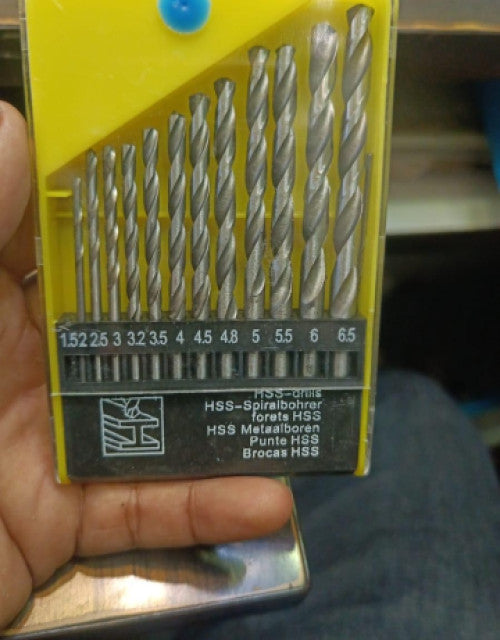 1.5 2 2.5 3 3.2 3.5 4 4.5 4.8 5 5.5 6 6.5
HSS-drills
HSS-Spiralbohrer
forets HSS
HSS Metaalboren
Punte HSS
Brocas HSS